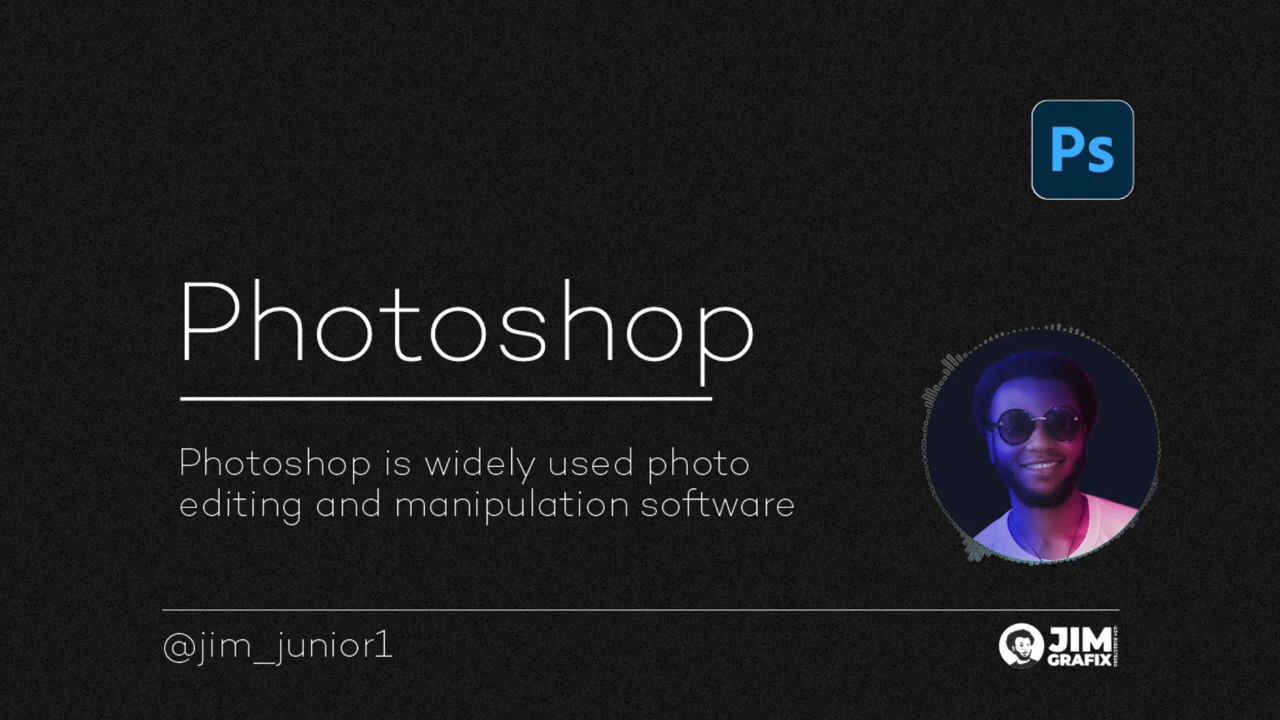 Ps
Photoshop
Photoshop is widely used photo
editing and manipulation software
@jim_junior1
JIM
GRAFIX